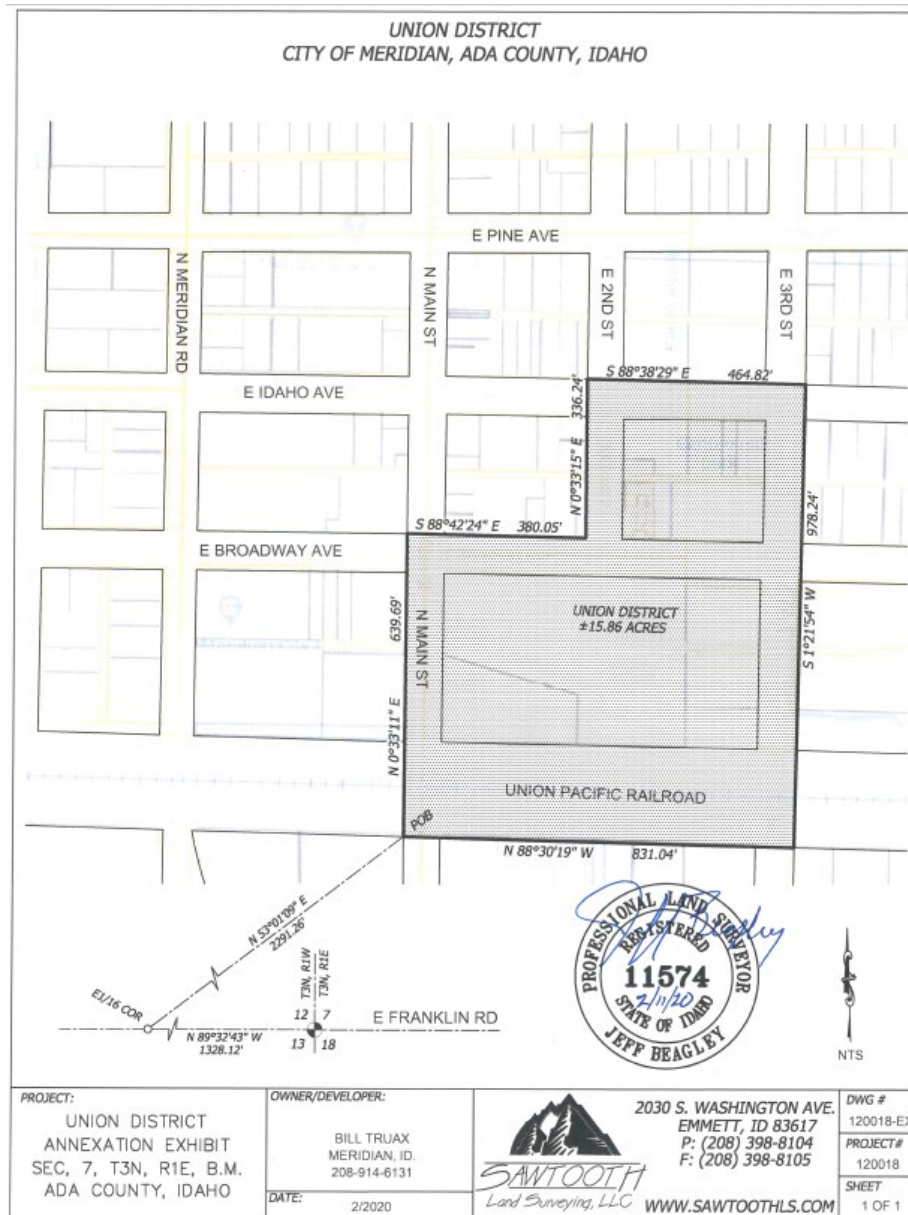 UNION DISTRICT
CITY OF MERIDIAN, ADA COUNTY, IDAHO
E PINE AVE
N MERIDIAN RD
N MAIN ST
E 2ND ST
E 3RD ST
S 88°38'29" E 464.82'
E IDAHO AVE
336.24'
N 0°33'15" E
S 88°42'24" E 380.05'
978.24'
E BROADWAY AVE
639.69'
N MAIN ST
UNION DISTRICT
±15.86 ACRES
S 1°21'54" W
N 0°33'11" E
UNION PACIFIC RAILROAD
POB
N 88°30'19" W 831.04'
N 53°01'09" E
2291.26'
E1/16 COR
T3N, R1W
T3N, R1E
12 7
E FRANKLIN RD
N 89°32'43" W
1328.12'
13 18
PROFESSIONAL LAND SURVEYOR
REGISTERED
11574
2/11/20
STATE OF IDAHO
JEFF BEAGLEY
NTS
PROJECT:
UNION DISTRICT
ANNEXATION EXHIBIT
SEC, 7, T3N, R1E, B.M.
ADA COUNTY, IDAHO
OWNER/DEVELOPER:
BILL TRUAX
MERIDIAN, ID.
208-914-6131
DATE:
2/2020
SAWTOOTH
Land Surveying, LLC
2030 S. WASHINGTON AVE.
EMMETT, ID 83617
P: (208) 398-8104
F: (208) 398-8105
WWW.SAWTOOTHLS.COM
DWG #
120018-EX
PROJECT#
120018
SHEET
1 OF 1